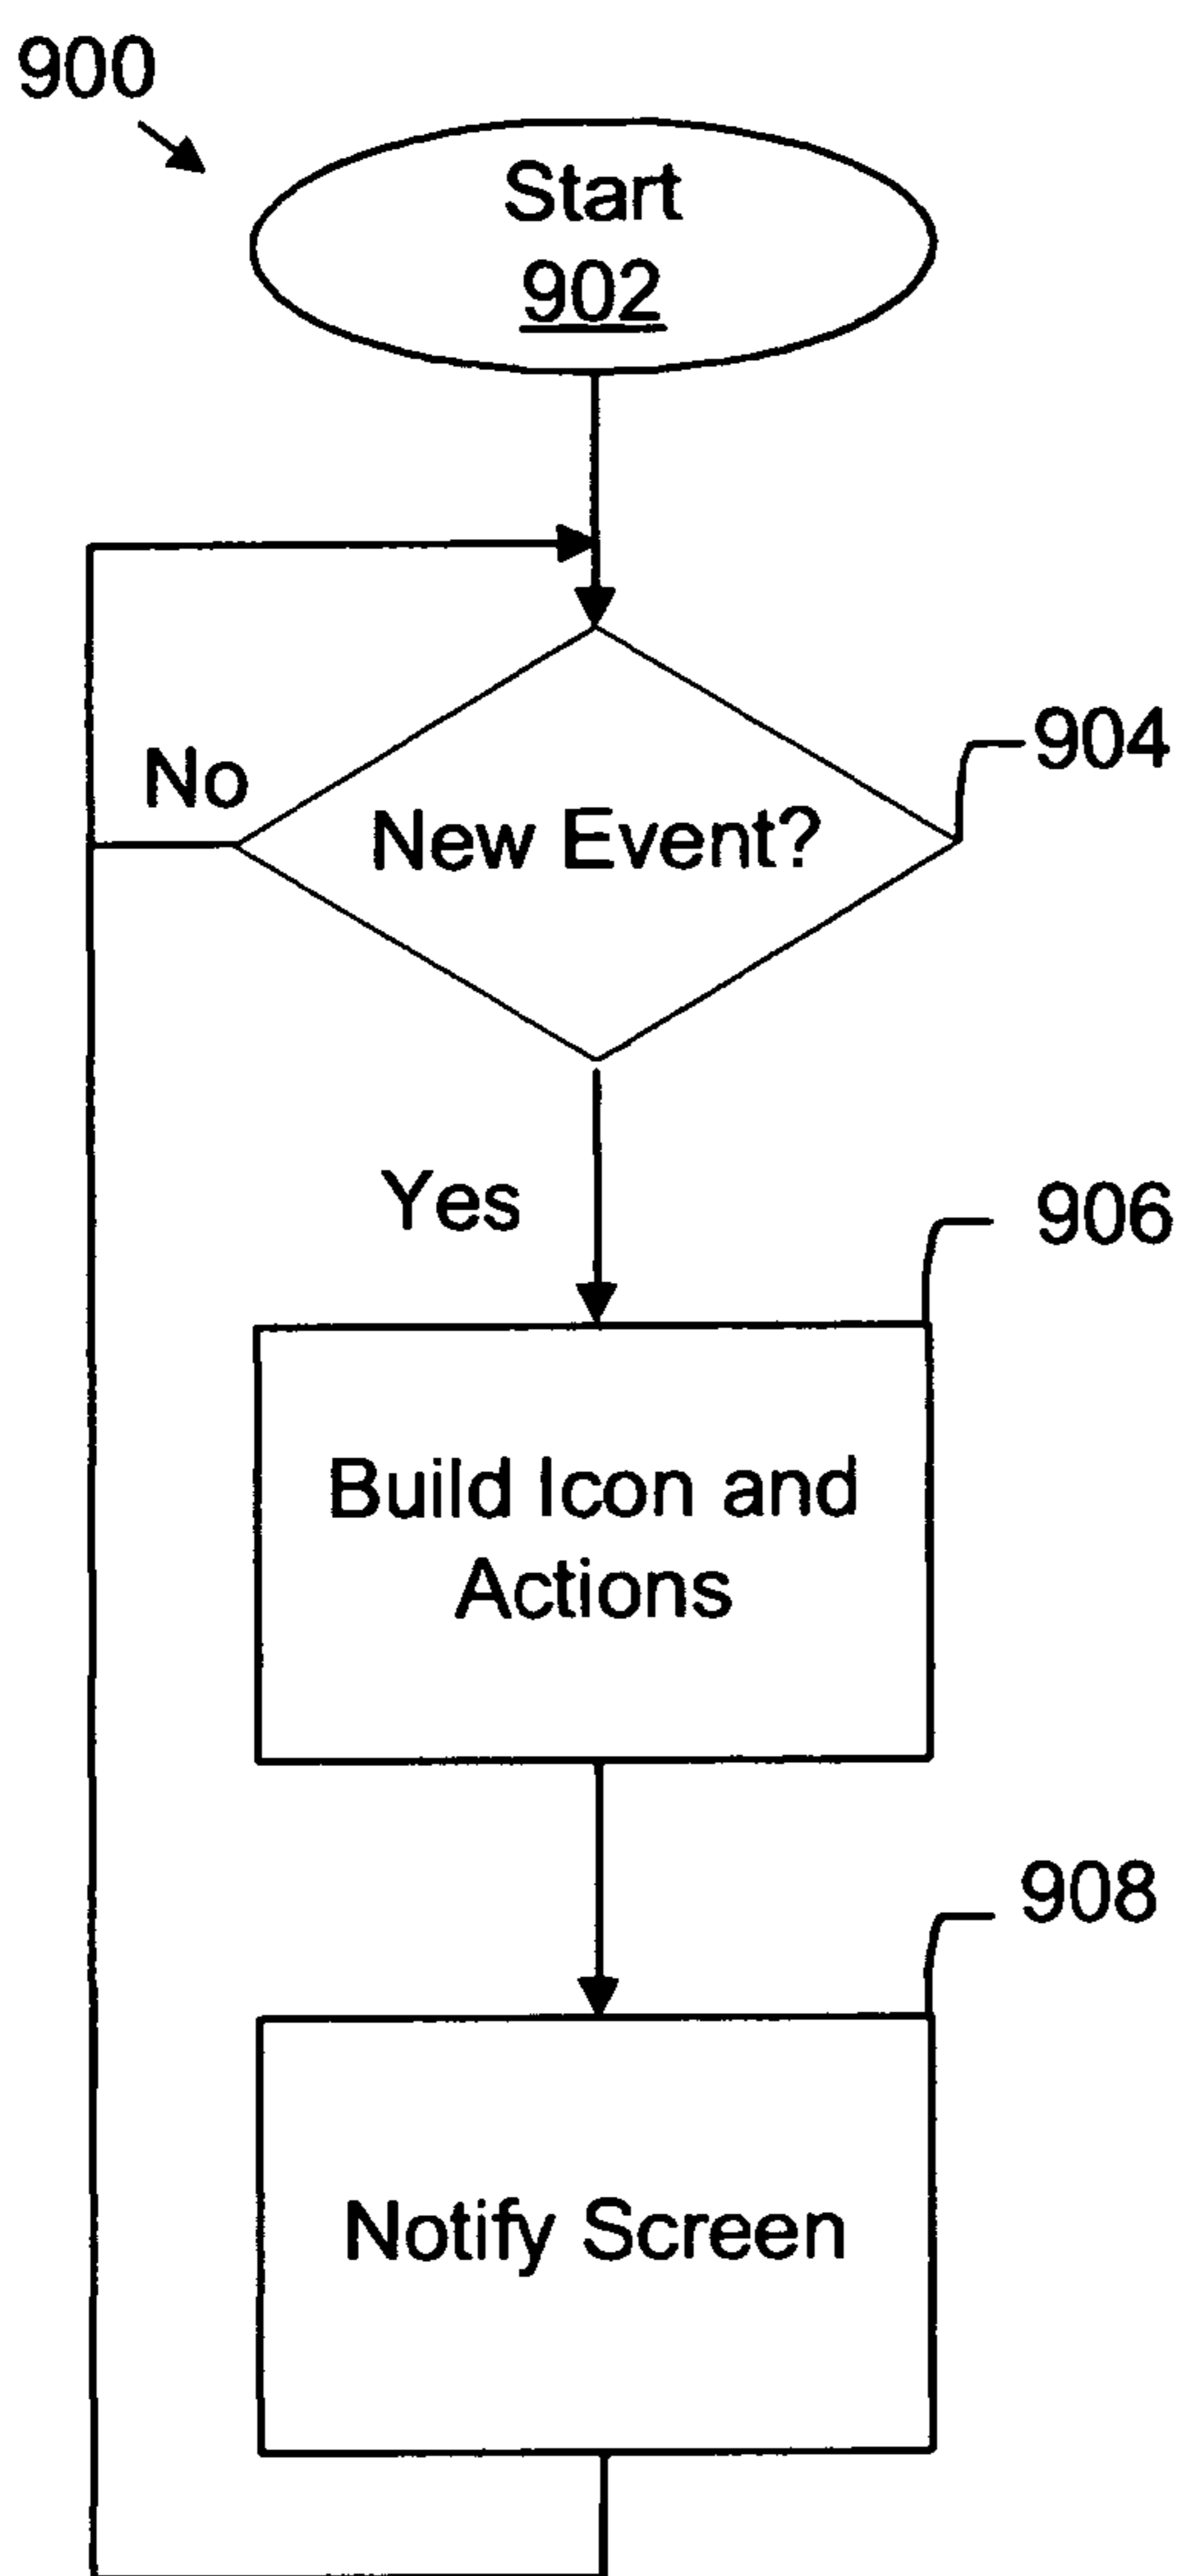 900
Start
902
No
New Event?
904
Yes
906
Build Icon and
Actions
908
Notify Screen